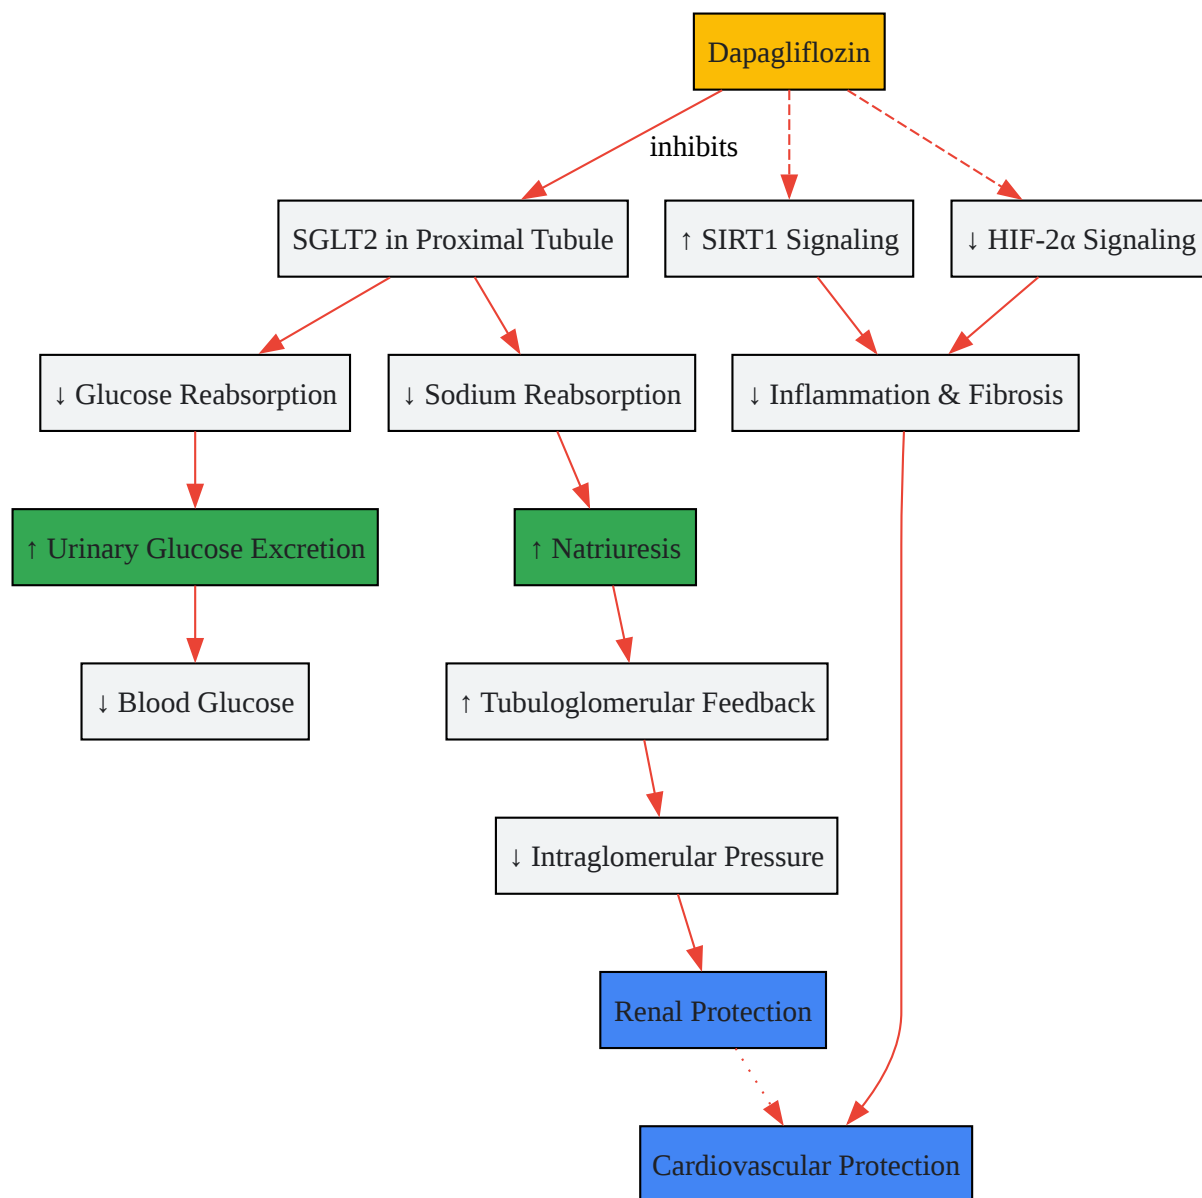 Dapagliflozin
inhibits
SGLT2 in Proximal Tubule
↑ SIRT1 Signaling
↓ HIF-2α Signaling
↓ Glucose Reabsorption
↓ Sodium Reabsorption
↓ Inflammation & Fibrosis
↑ Urinary Glucose Excretion
↑ Natriuresis
↓ Blood Glucose
↑ Tubuloglomerular Feedback
↓ Intraglomerular Pressure
Renal Protection
Cardiovascular Protection